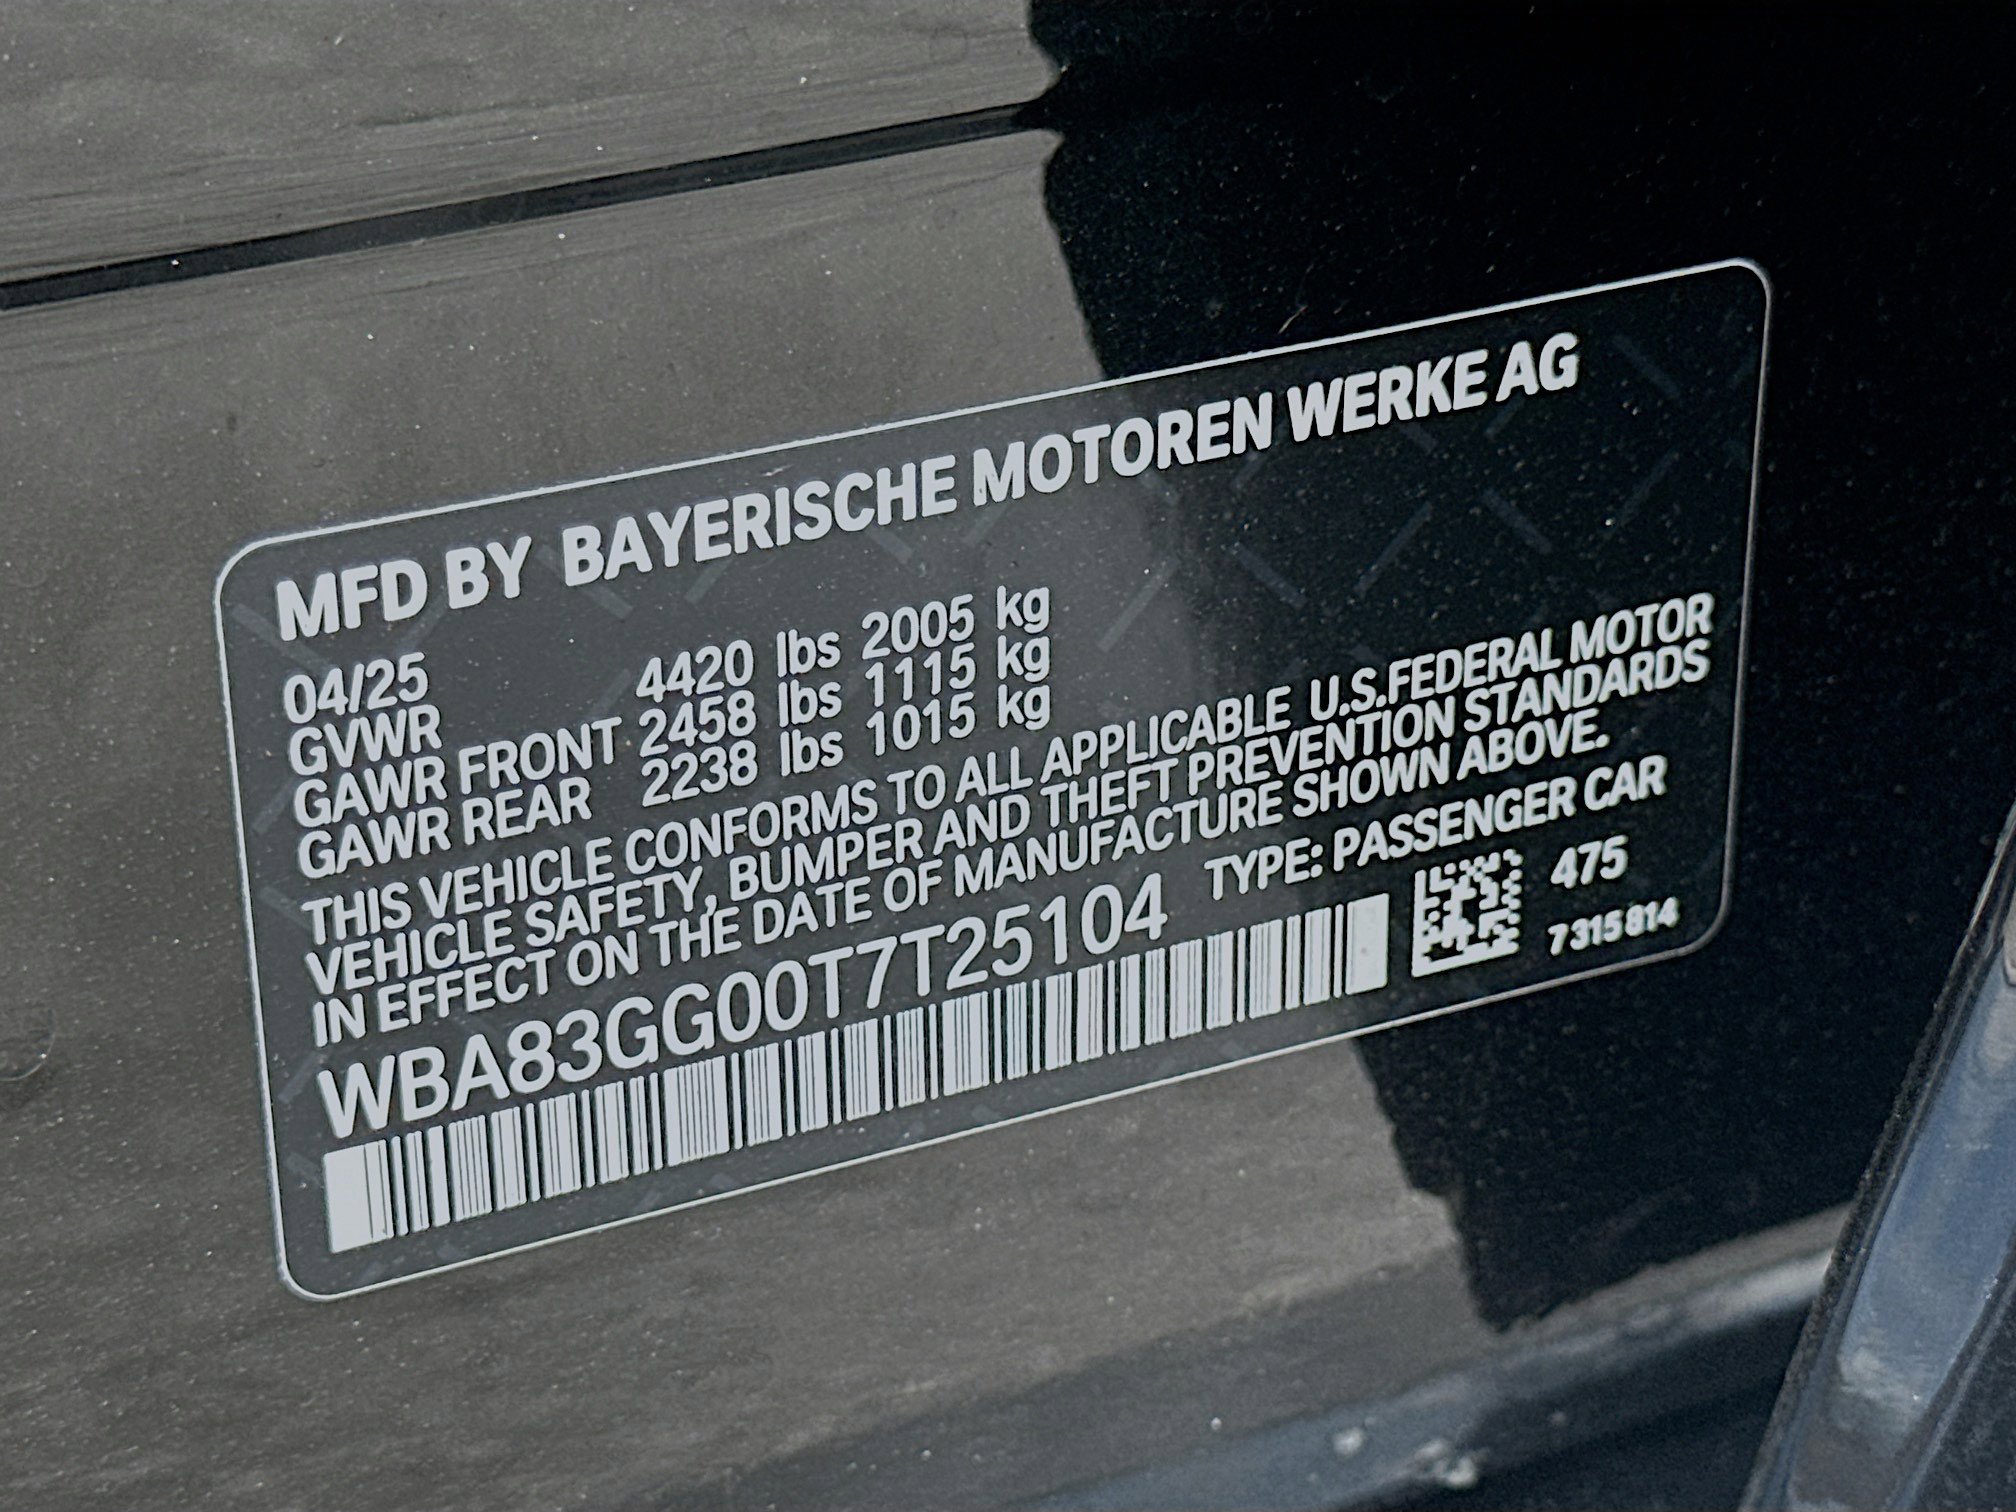 MFD BY BAYERISCHE MOTOREN WERKE AG
04/25
GVWR 4420 lbs 2005 kg
GAWR FRONT 2458 lbs 1115 kg
GAWR REAR 2238 lbs 1015 kg
THIS VEHICLE CONFORMS TO ALL APPLICABLE U.S.FEDERAL MOTOR
VEHICLE SAFETY, BUMPER AND THEFT PREVENTION STANDARDS
IN EFFECT ON THE DATE OF MANUFACTURE SHOWN ABOVE.
WBA83GG00T7T25104 TYPE: PASSENGER CAR
475
7315814